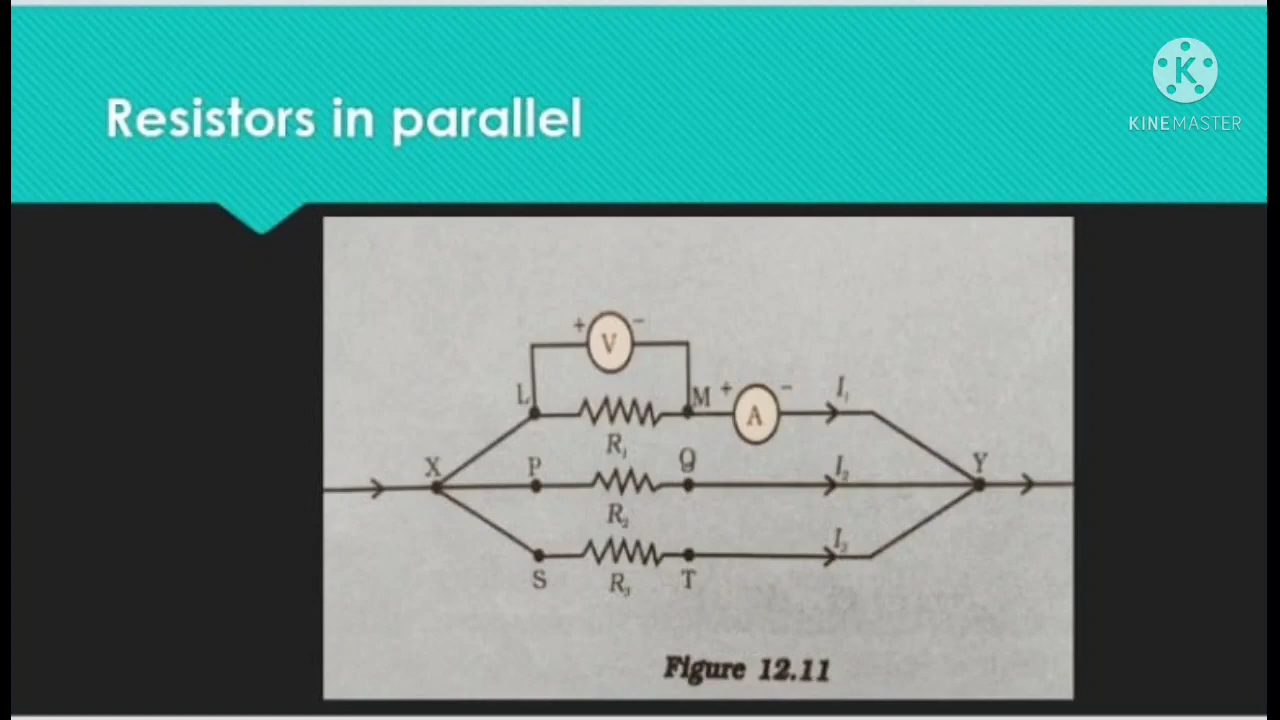 Resistors in parallel
K
KINEMASTER
+ V −
L M + A − I₁
R₁
X P Q I₂ Y
R₂
S T I₃
R₃
Figure 12.11